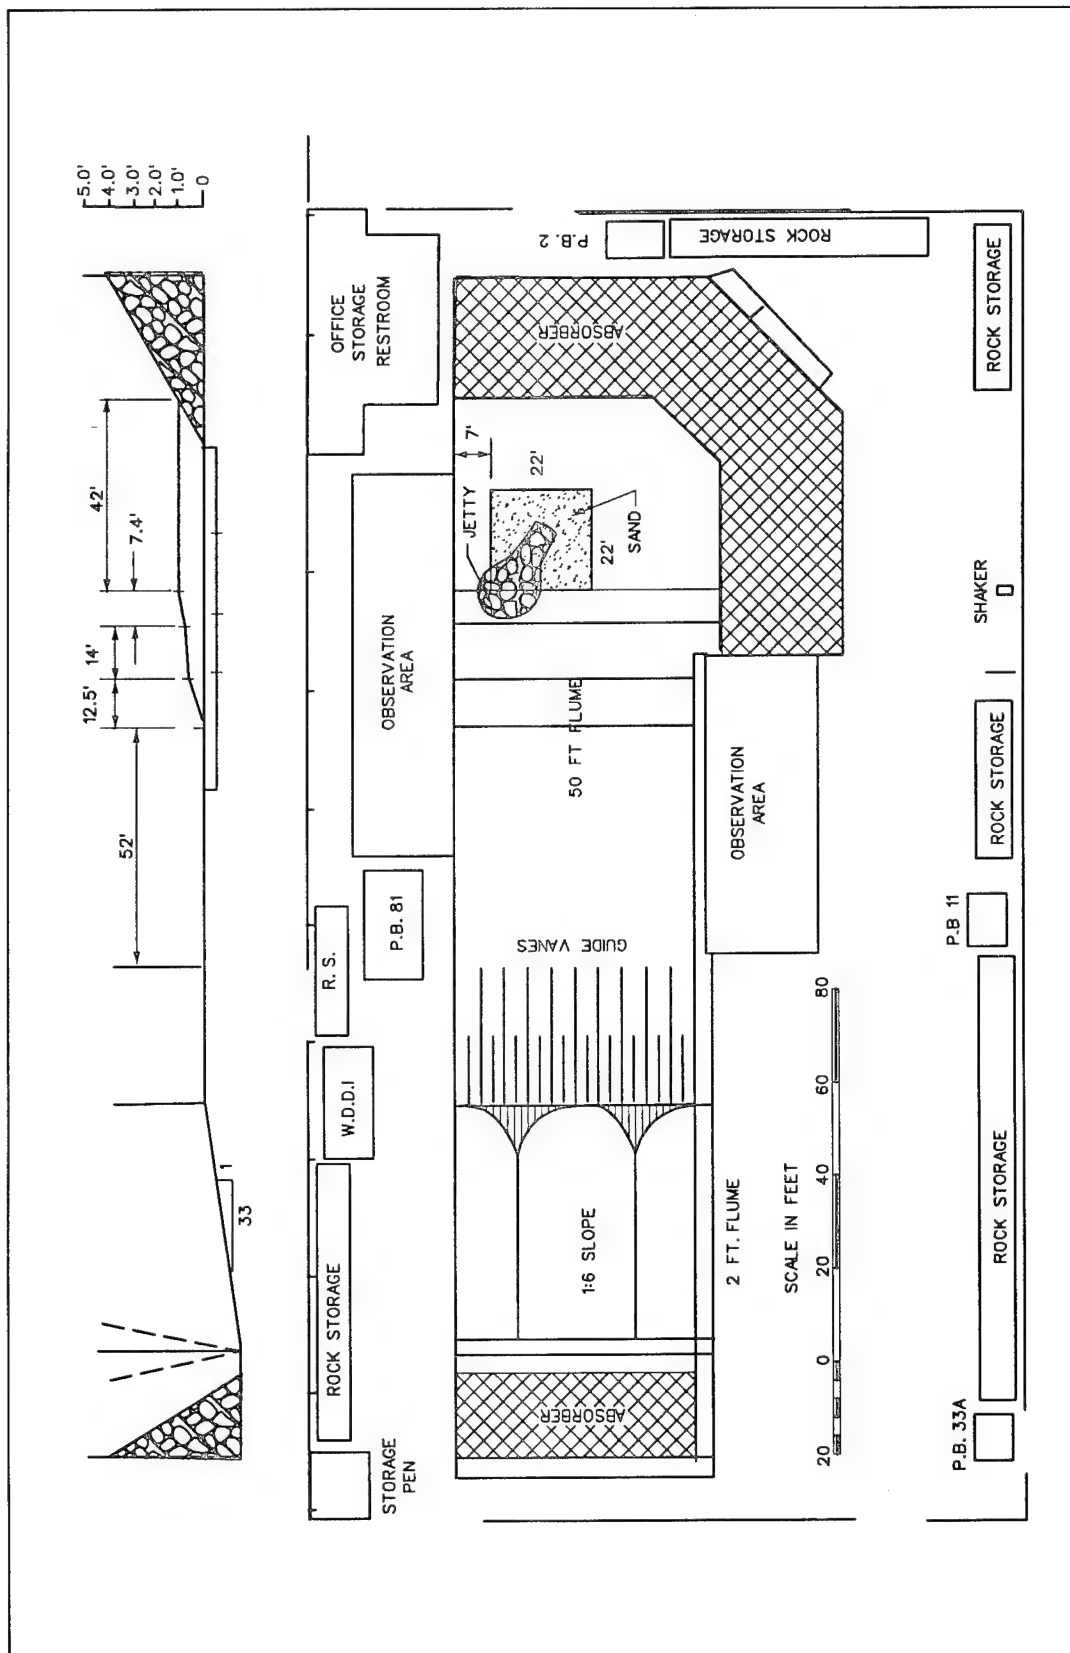 52'
12.5'
14'
7.4'
42'
5.0'
4.0'
3.0'
2.0'
1.0'
0
33
1
STORAGE
PEN
ROCK STORAGE
W.D.D.I
R. S.
P.B. 81
OBSERVATION
AREA
OFFICE
STORAGE
RESTROOM
ABSORBER
1:6 SLOPE
GUIDE VANES
50 FT FLUME
JETTY
7'
22'
22'
SAND
ABSORBER
P.B. 2
ROCK STORAGE
2 FT. FLUME
OBSERVATION
AREA
SCALE IN FEET
20 0 20 40 60 80
SHAKER
P.B. 33A
ROCK STORAGE
P.B 11
ROCK STORAGE
ROCK STORAGE